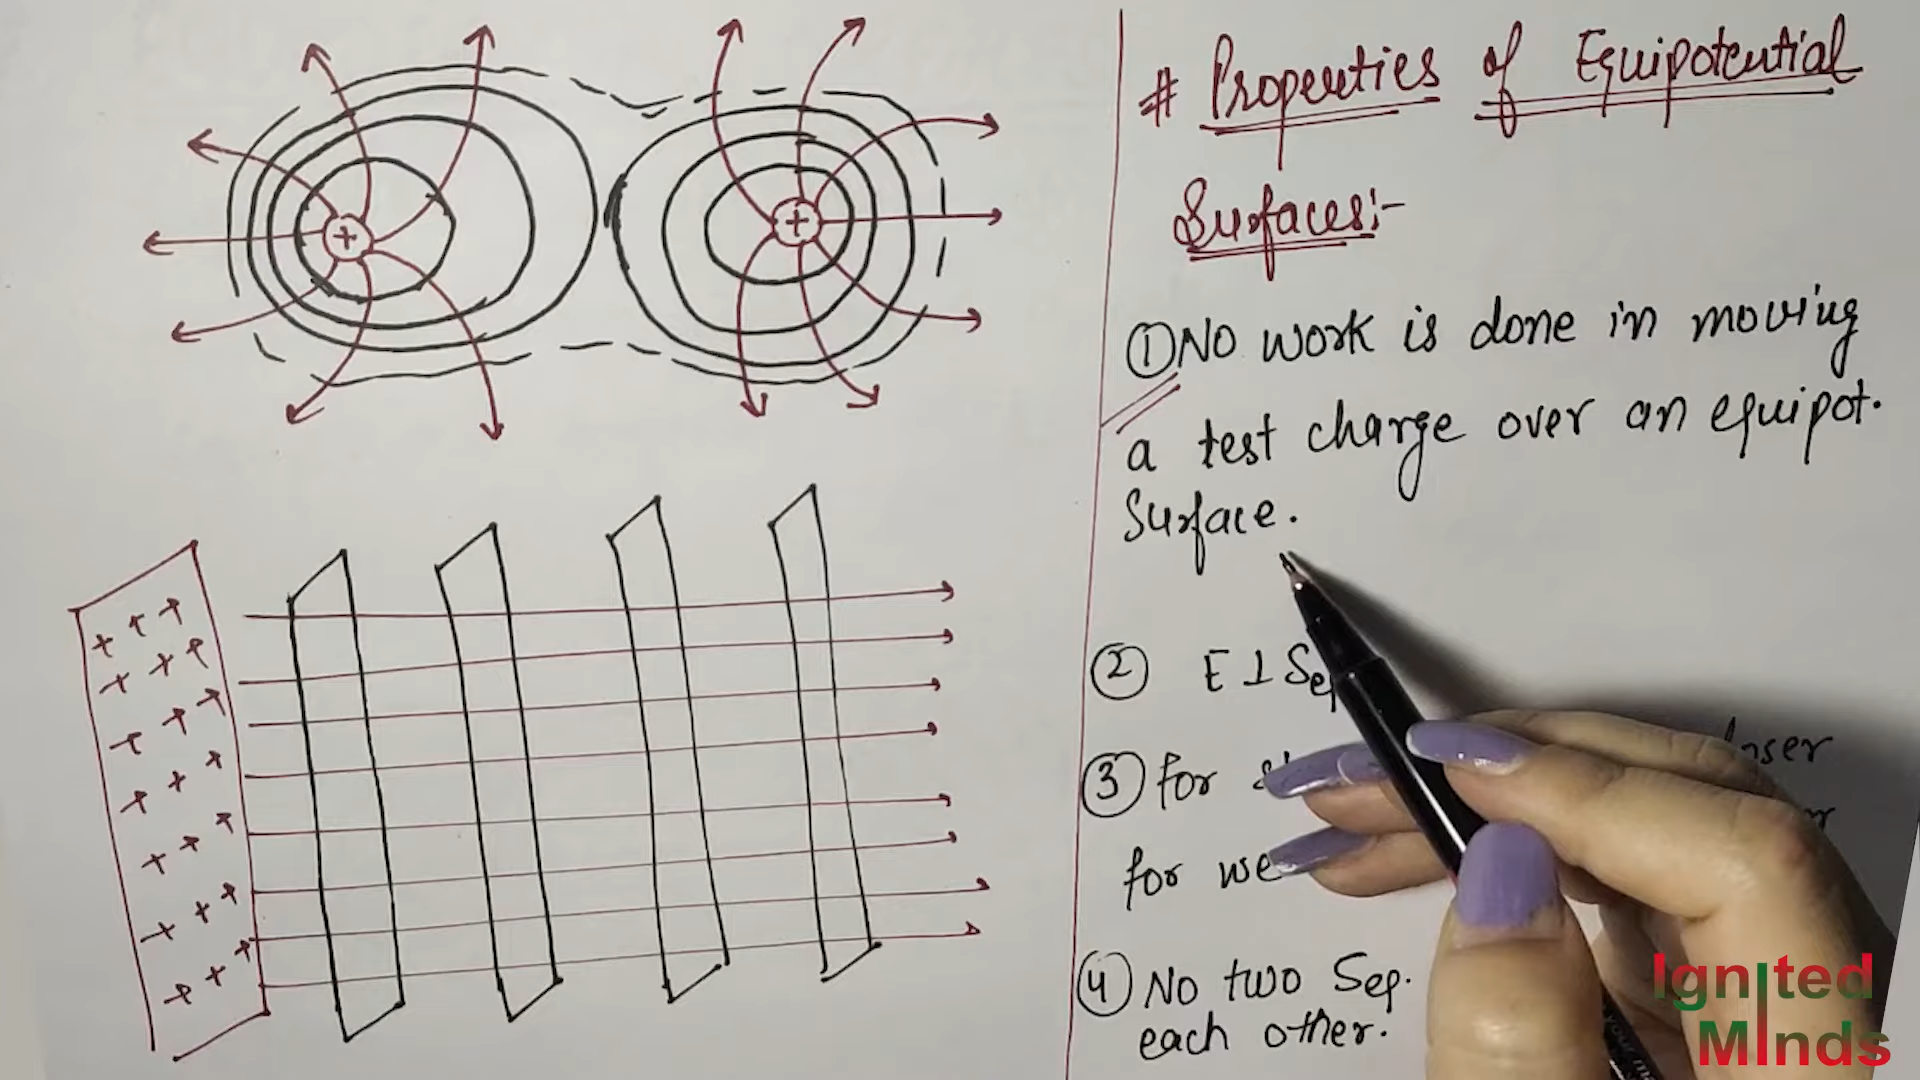 # Properties of Equipotential
Surfaces:-
① No work is done in moving
a test charge over an equipot.
Surface.
② E ⊥ Sep
③ for
for we
④ No two Sep.
each other.
Ignited
Minds